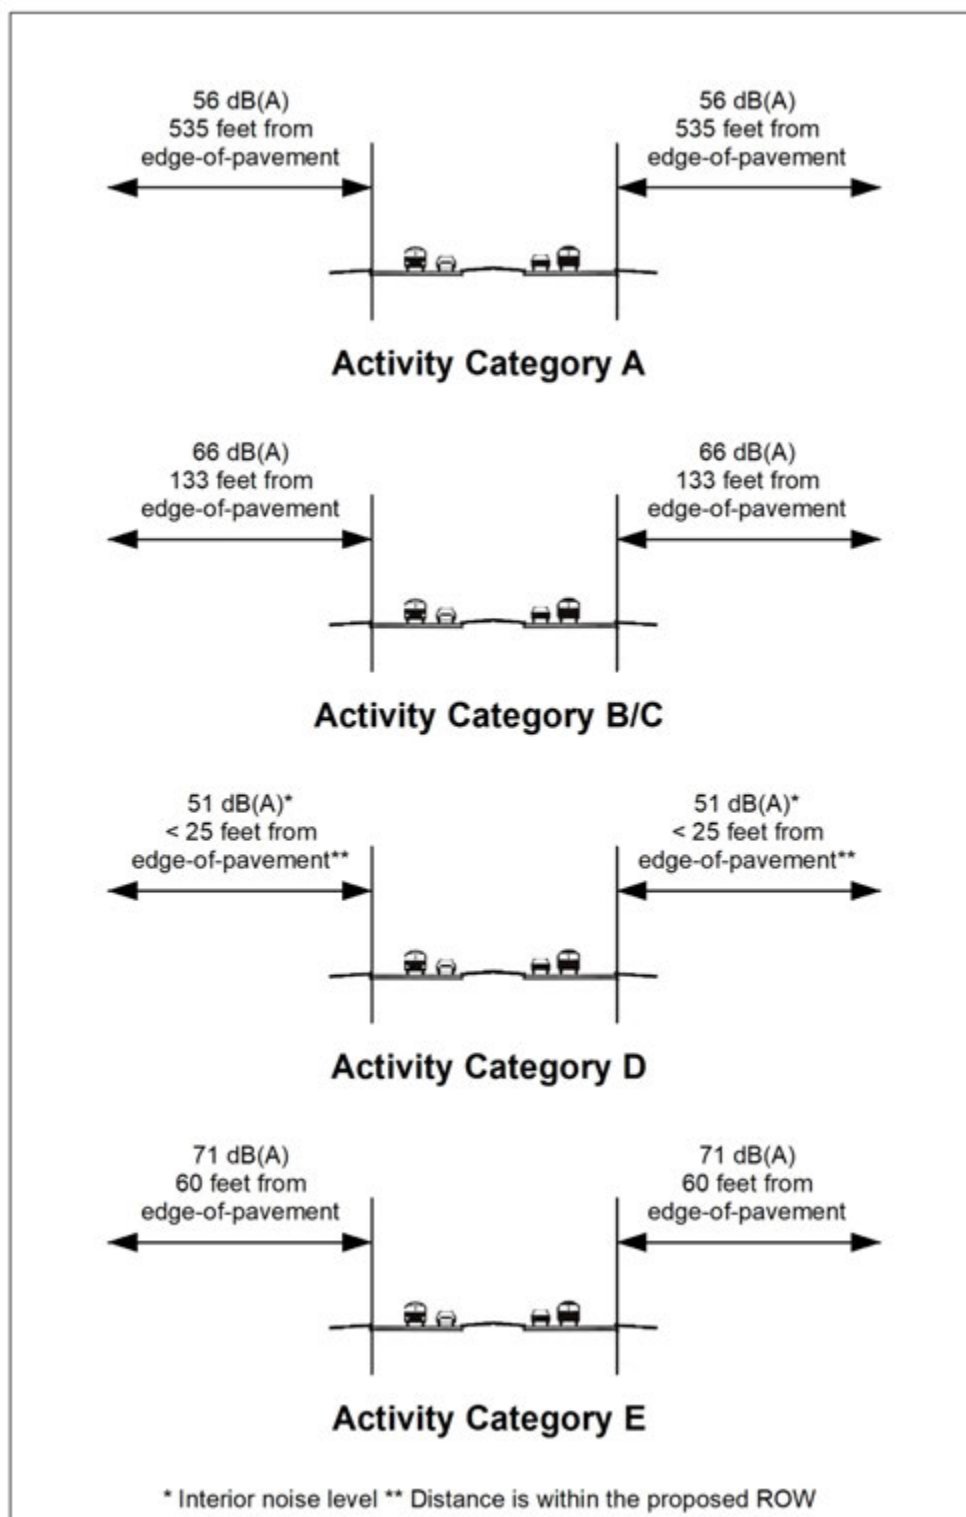 56 dB(A)
535 feet from
edge-of-pavement
56 dB(A)
535 feet from
edge-of-pavement
Activity Category A
66 dB(A)
133 feet from
edge-of-pavement
66 dB(A)
133 feet from
edge-of-pavement
Activity Category B/C
51 dB(A)*
< 25 feet from
edge-of-pavement**
51 dB(A)*
< 25 feet from
edge-of-pavement**
Activity Category D
71 dB(A)
60 feet from
edge-of-pavement
71 dB(A)
60 feet from
edge-of-pavement
Activity Category E
* Interior noise level ** Distance is within the proposed ROW